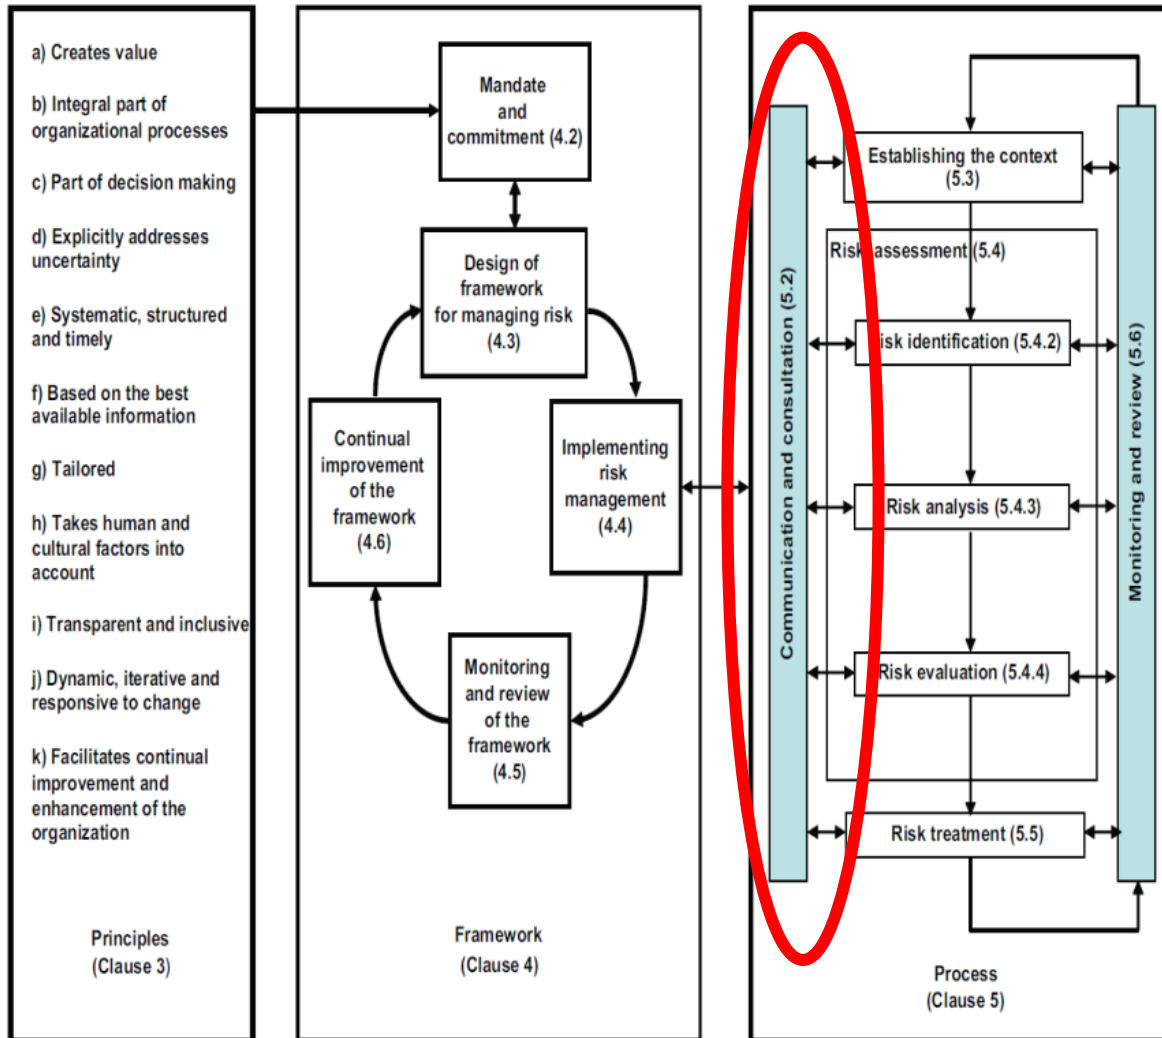 a) Creates value
b) Integral part of
organizational processes
c) Part of decision making
d) Explicitly addresses
uncertainty
e) Systematic, structured
and timely
f) Based on the best
available information
g) Tailored
h) Takes human and
cultural factors into
account
i) Transparent and inclusive
j) Dynamic, iterative and
responsive to change
k) Facilitates continual
improvement and
enhancement of the
organization
Principles
(Clause 3)
Mandate
and
commitment (4.2)
Design of
framework
for managing risk
(4.3)
Implementing
risk
management
(4.4)
Monitoring
and review
of the
framework
(4.5)
Continual
improvement
of the
framework
(4.6)
Framework
(Clause 4)
Communication and consultation (5.2)
Establishing the context
(5.3)
Risk assessment (5.4)
Risk identification (5.4.2)
Risk analysis (5.4.3)
Risk evaluation (5.4.4)
Risk treatment (5.5)
Monitoring and review (5.6)
Process
(Clause 5)